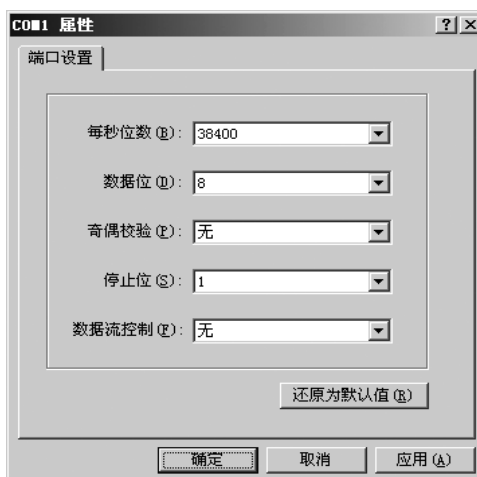 COM1 属性
端口设置
每秒位数(B): 38400
数据位(D): 8
奇偶校验(P): 无
停止位(S): 1
数据流控制(F): 无
还原为默认值(R)
确定 取消 应用(A)